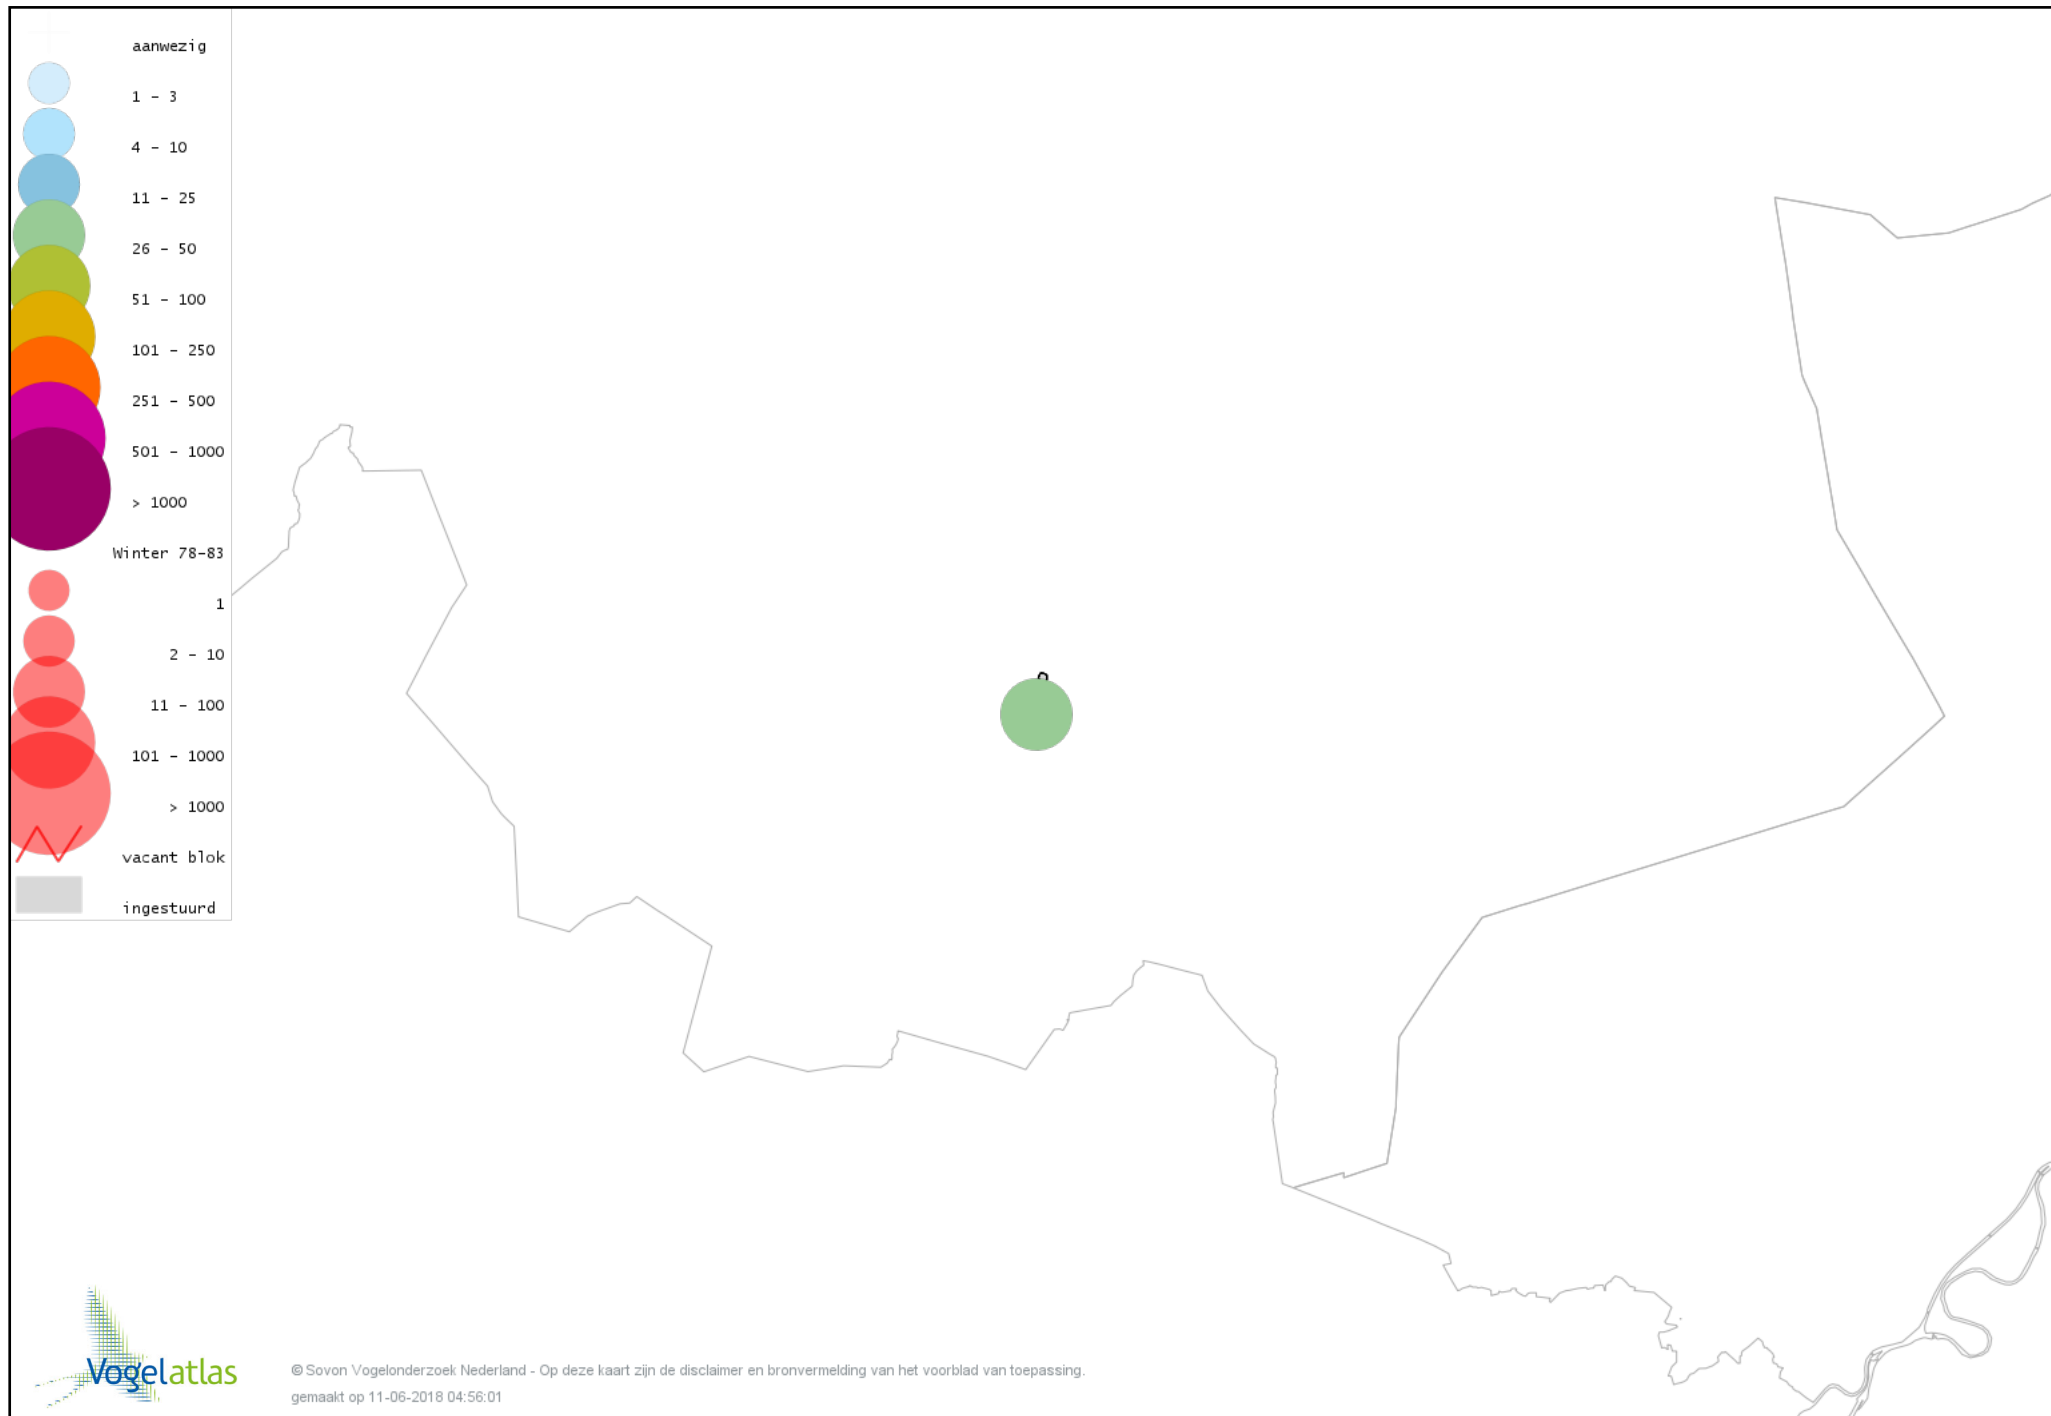 aanwezig
1 - 3
4 - 10
11 - 25
26 - 50
51 - 100
101 - 250
251 - 500
501 - 1000
> 1000
Winter 78-83
1
2 - 10
11 - 100
101 - 1000
> 1000
vacant blok
ingestuurd
Vogelatlas
© Sovon Vogelonderzoek Nederland - Op deze kaart zijn de disclaimer en bronvermelding van het voorblad van toepassing.
gemaakt op 11-06-2018 04:56:01